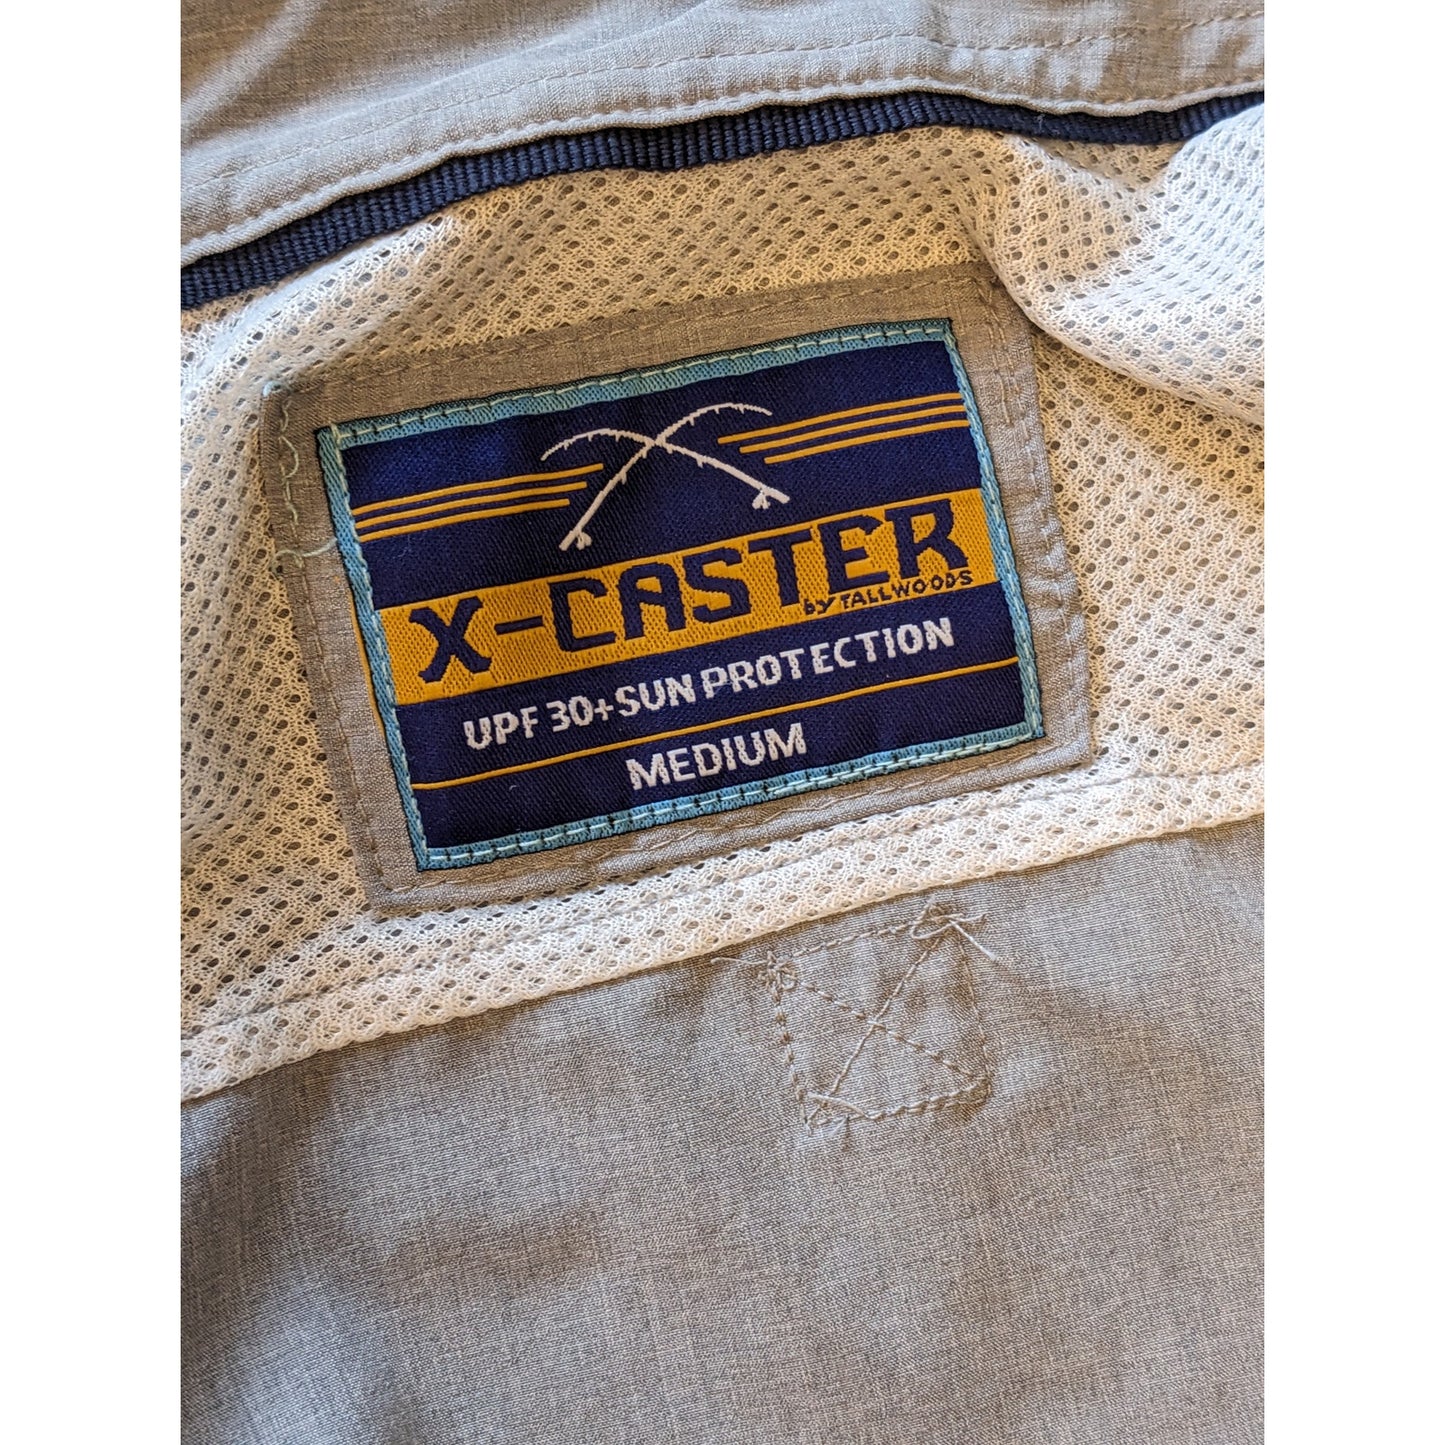 X-CASTER
by TALLWOODS
UPF 30+SUN PROTECTION
MEDIUM